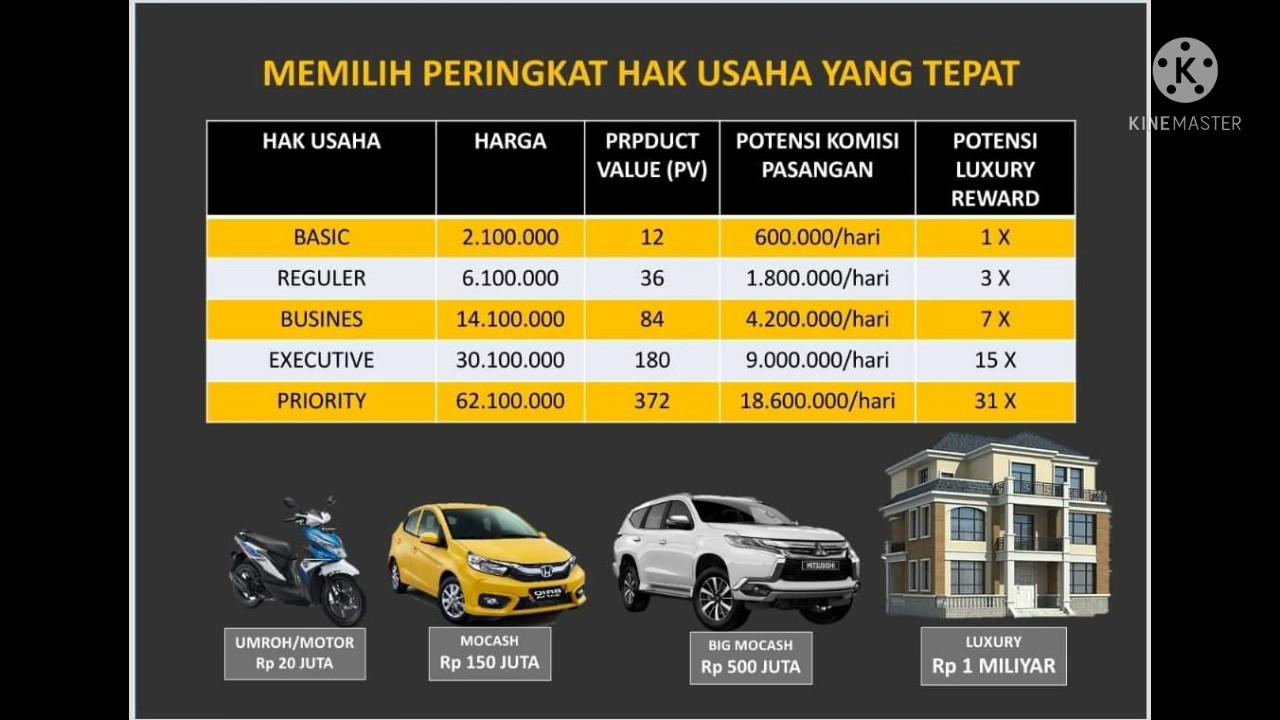 MEMILIH PERINGKAT HAK USAHA YANG TEPAT
K
KINEMASTER
HAK USAHA HARGA PRPDUCT VALUE (PV) POTENSI KOMISI PASANGAN POTENSI LUXURY REWARD
BASIC 2.100.000 12 600.000/hari 1 X
REGULER 6.100.000 36 1.800.000/hari 3 X
BUSINES 14.100.000 84 4.200.000/hari 7 X
EXECUTIVE 30.100.000 180 9.000.000/hari 15 X
PRIORITY 62.100.000 372 18.600.000/hari 31 X
MITSUBISHI
UMROH/MOTOR
Rp 20 JUTA
MOCASH
Rp 150 JUTA
BIG MOCASH
Rp 500 JUTA
LUXURY
Rp 1 MILIYAR